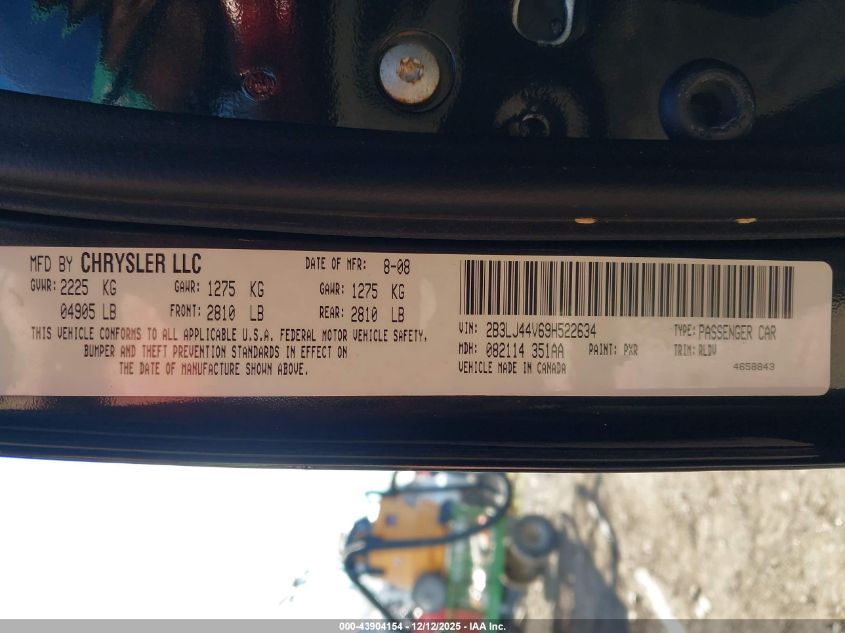 MFD BY CHRYSLER LLC DATE OF MFR: 8-08
GVWR: 2225 KG GAWR: 1275 KG GAWR: 1275 KG
04905 LB FRONT: 2810 LB REAR: 2810 LB
THIS VEHICLE CONFORMS TO ALL APPLICABLE U.S.A. FEDERAL MOTOR VEHICLE SAFETY,
BUMPER AND THEFT PREVENTION STANDARDS IN EFFECT ON
THE DATE OF MANUFACTURE SHOWN ABOVE.
VIN: 2B3LJ44V69H522634 TYPE: PASSENGER CAR
MDH: 082114 351AA PAINT: PXR TRIM: RLDV
VEHICLE MADE IN CANADA 4658843
000-43904154 - 12/12/2025 - IAA Inc.